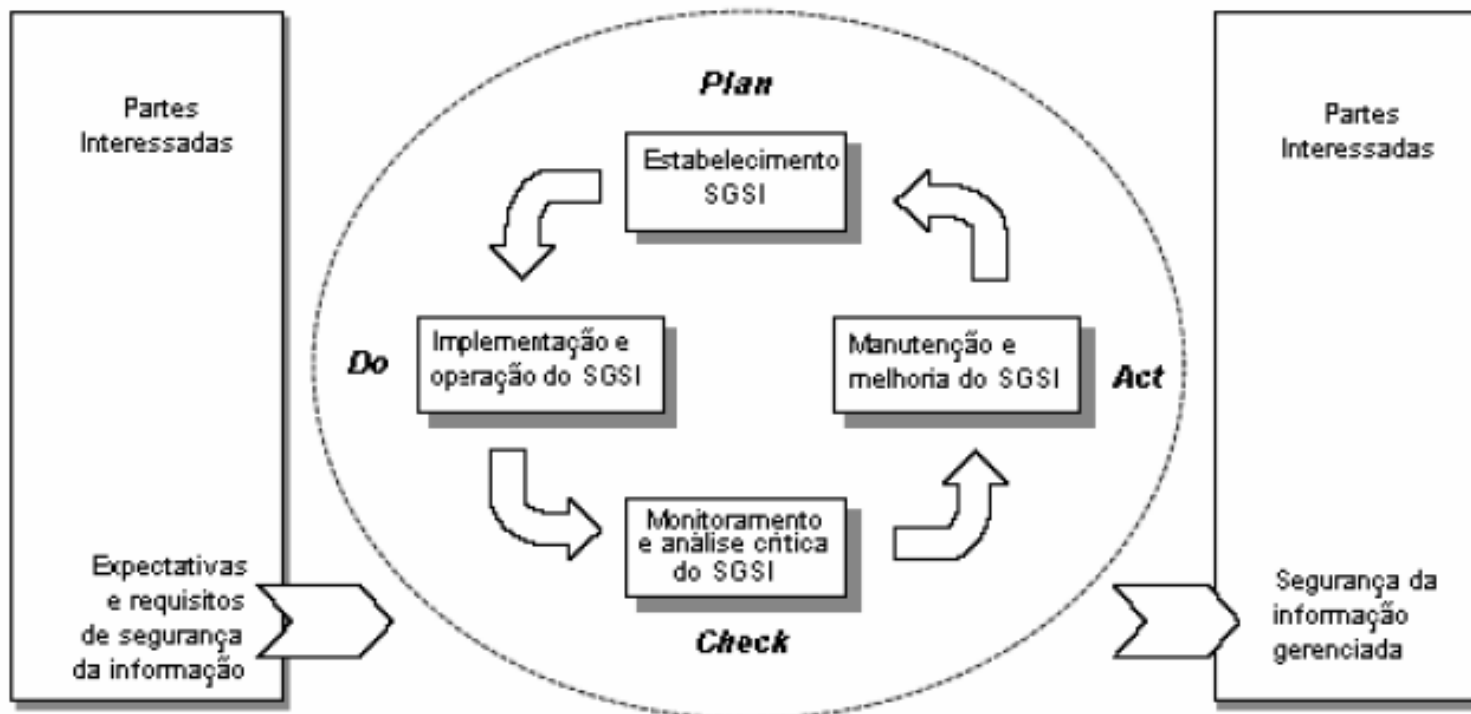 Partes
Interessadas
Expectativas
e requisitos
de segurança
da informação
Plan
Estabelecimento
SGSI
Do
Implementação e
operação do SGSI
Manutenção e
melhoria do SGSI
Act
Monitoramento
e análise crítica
do SGSI
Check
Partes
Interessadas
Segurança da
informação
gerenciada